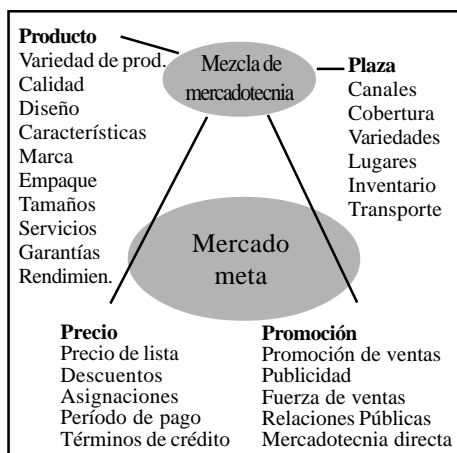 Producto
Variedad de prod.
Calidad
Diseño
Características
Marca
Empaque
Tamaños
Servicios
Garantías
Rendimien.
Mezcla de
mercadotecnia
Plaza
Canales
Cobertura
Variedades
Lugares
Inventario
Transporte
Mercado
meta
Precio
Precio de lista
Descuentos
Asignaciones
Período de pago
Términos de crédito
Promoción
Promoción de ventas
Publicidad
Fuerza de ventas
Relaciones Públicas
Mercadotecnia directa